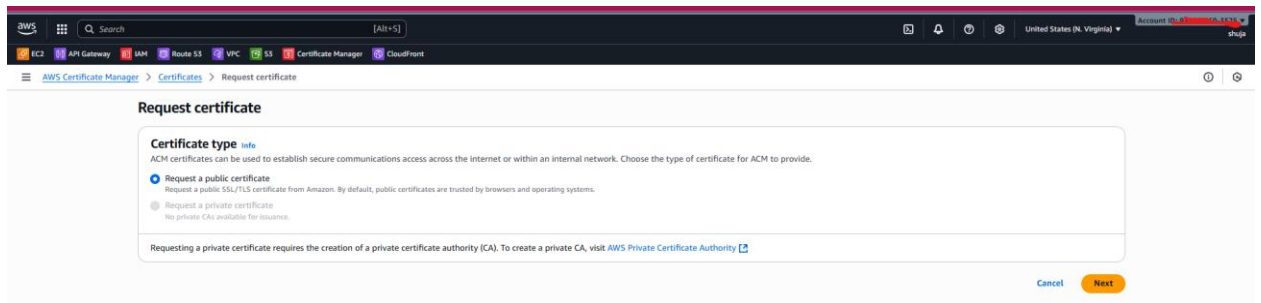 aws
Search [Alt+S] United States (N. Virginia) Account ID:
shuja
EC2 API Gateway IAM Route 53 VPC S3 Certificate Manager CloudFront
AWS Certificate Manager > Certificates > Request certificate
Request certificate
Certificate type Info
ACM certificates can be used to establish secure communications access across the internet or within an internal network. Choose the type of certificate for ACM to provide.
Request a public certificate
Request a public SSL/TLS certificate from Amazon. By default, public certificates are trusted by browsers and operating systems.
Request a private certificate
No private CAs available for issuance.
Requesting a private certificate requires the creation of a private certificate authority (CA). To create a private CA, visit AWS Private Certificate Authority
Cancel Next